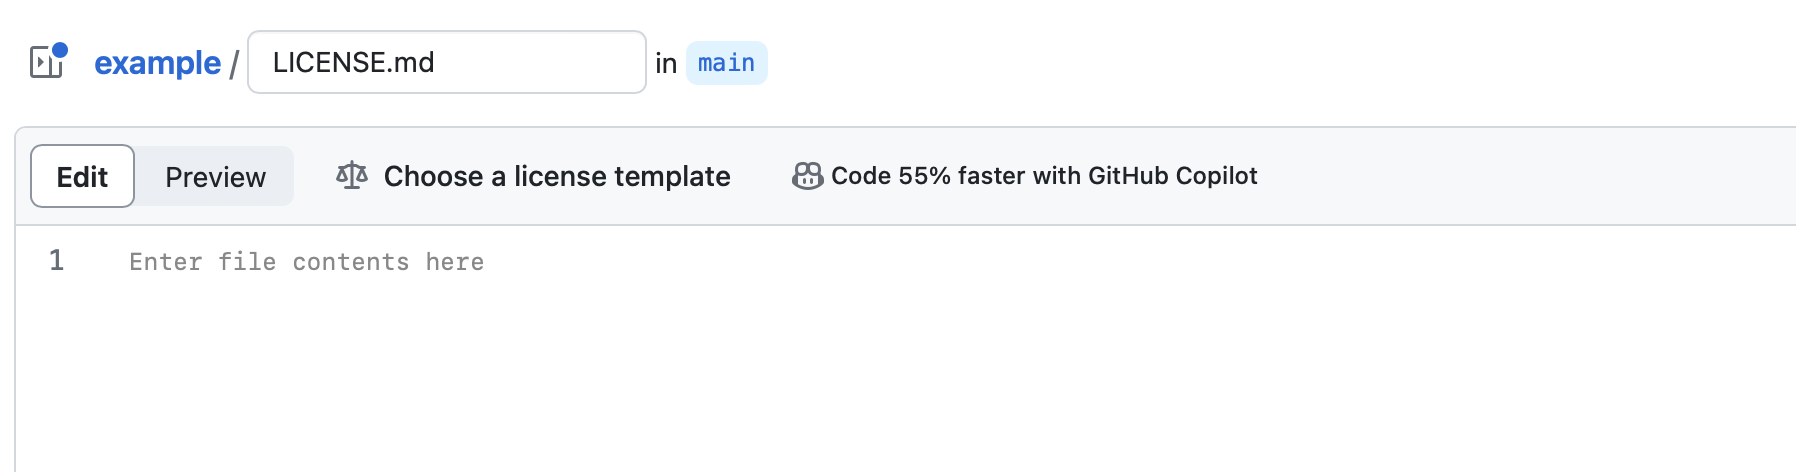 example / LICENSE.md in main
Edit Preview Choose a license template Code 55% faster with GitHub Copilot
1 Enter file contents here